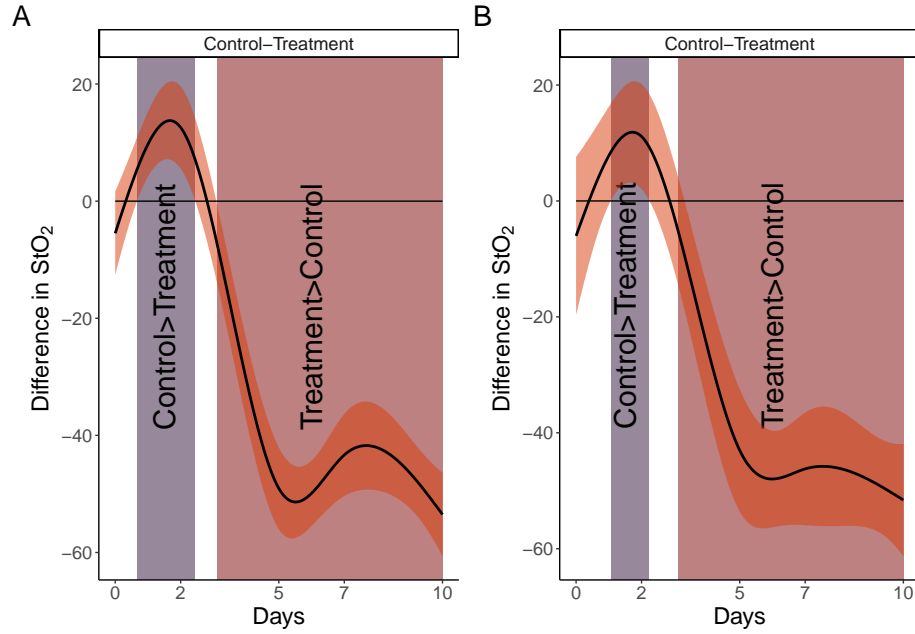 A
Control−Treatment
Difference in StO2
20
0
−20
−40
−60
Control>Treatment
Treatment>Control
0
2
5
7
10
Days
B
Control−Treatment
Difference in StO2
20
0
−20
−40
−60
Control>Treatment
Treatment>Control
0
2
5
7
10
Days